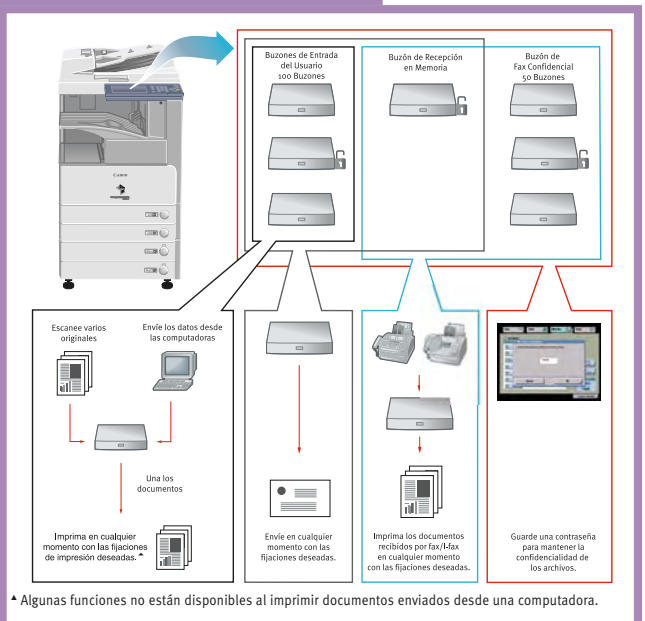 Buzones de Entrada
del Usuario
100 Buzones
Buzón de Recepción
en Memoria
Buzón de
Fax Confidencial
50 Buzones
Canon
Escanee varios
originales
Envíe los datos desde
las computadoras
Una los
documentos
Imprima en cualquier
momento con las fijaciones
de impresión deseadas.▲
Envíe en cualquier
momento con las
fijaciones deseadas.
Imprima los documentos
recibidos por fax/I-fax
en cualquier momento
con las fijaciones deseadas.
Guarde una contraseña
para mantener la
confidencialidad de
los archivos.
▲ Algunas funciones no están disponibles al imprimir documentos enviados desde una computadora.